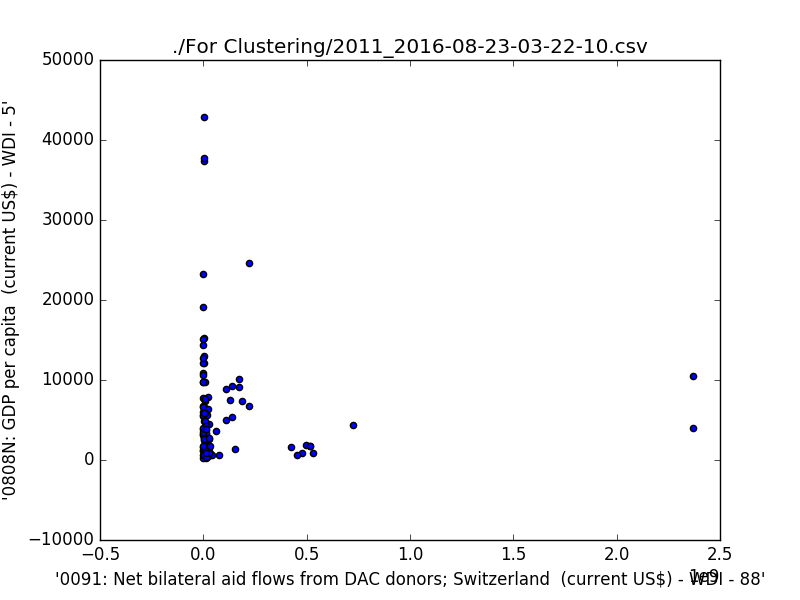 ./For Clustering/2011_2016-08-23-03-22-10.csv
50000
40000
30000
20000
10000
0
−10000
'0808N: GDP per capita  (current US$) - WDI - 5'
−0.5 0.0 0.5 1.0 1.5 2.0 2.5
1e9
'0091: Net bilateral aid flows from DAC donors; Switzerland  (current US$) - WDI - 88'